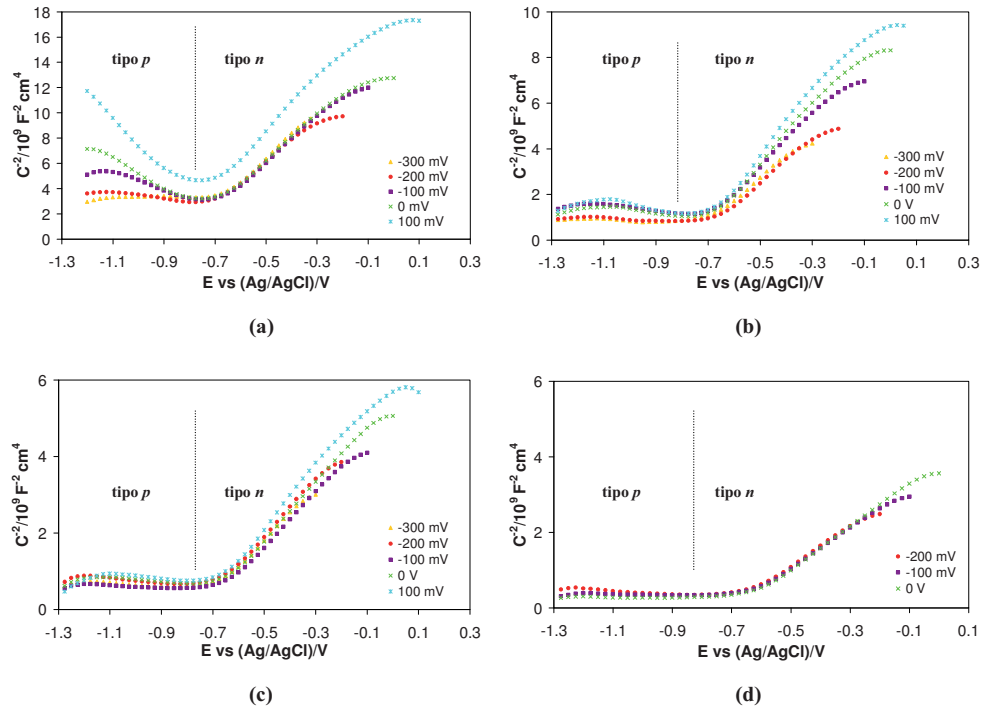 18
16
14
12
10
8
6
4
2
0
C⁻²/10⁹ F⁻² cm⁴
tipo p
tipo n
-300 mV
-200 mV
-100 mV
0 mV
100 mV
-1.3 -1.1 -0.9 -0.7 -0.5 -0.3 -0.1 0.1 0.3
E vs (Ag/AgCl)/V
(a)
10
8
6
4
2
0
C⁻²/10⁹ F⁻² cm⁴
tipo p
tipo n
-300 mV
-200 mV
-100 mV
0 V
100 mV
-1.3 -1.1 -0.9 -0.7 -0.5 -0.3 -0.1 0.1 0.3
E vs (Ag/AgCl)/V
(b)
6
4
2
0
C⁻²/10⁹ F⁻² cm⁴
tipo p
tipo n
-300 mV
-200 mV
-100 mV
0 V
100 mV
-1.3 -1.1 -0.9 -0.7 -0.5 -0.3 -0.1 0.1 0.3
E vs (Ag/AgCl)/V
(c)
6
4
2
0
C⁻²/10⁹ F⁻² cm⁴
tipo p
tipo n
-200 mV
-100 mV
0 V
-1.3 -1.1 -0.9 -0.7 -0.5 -0.3 -0.1 0.1
E vs (Ag/AgCl)/V
(d)